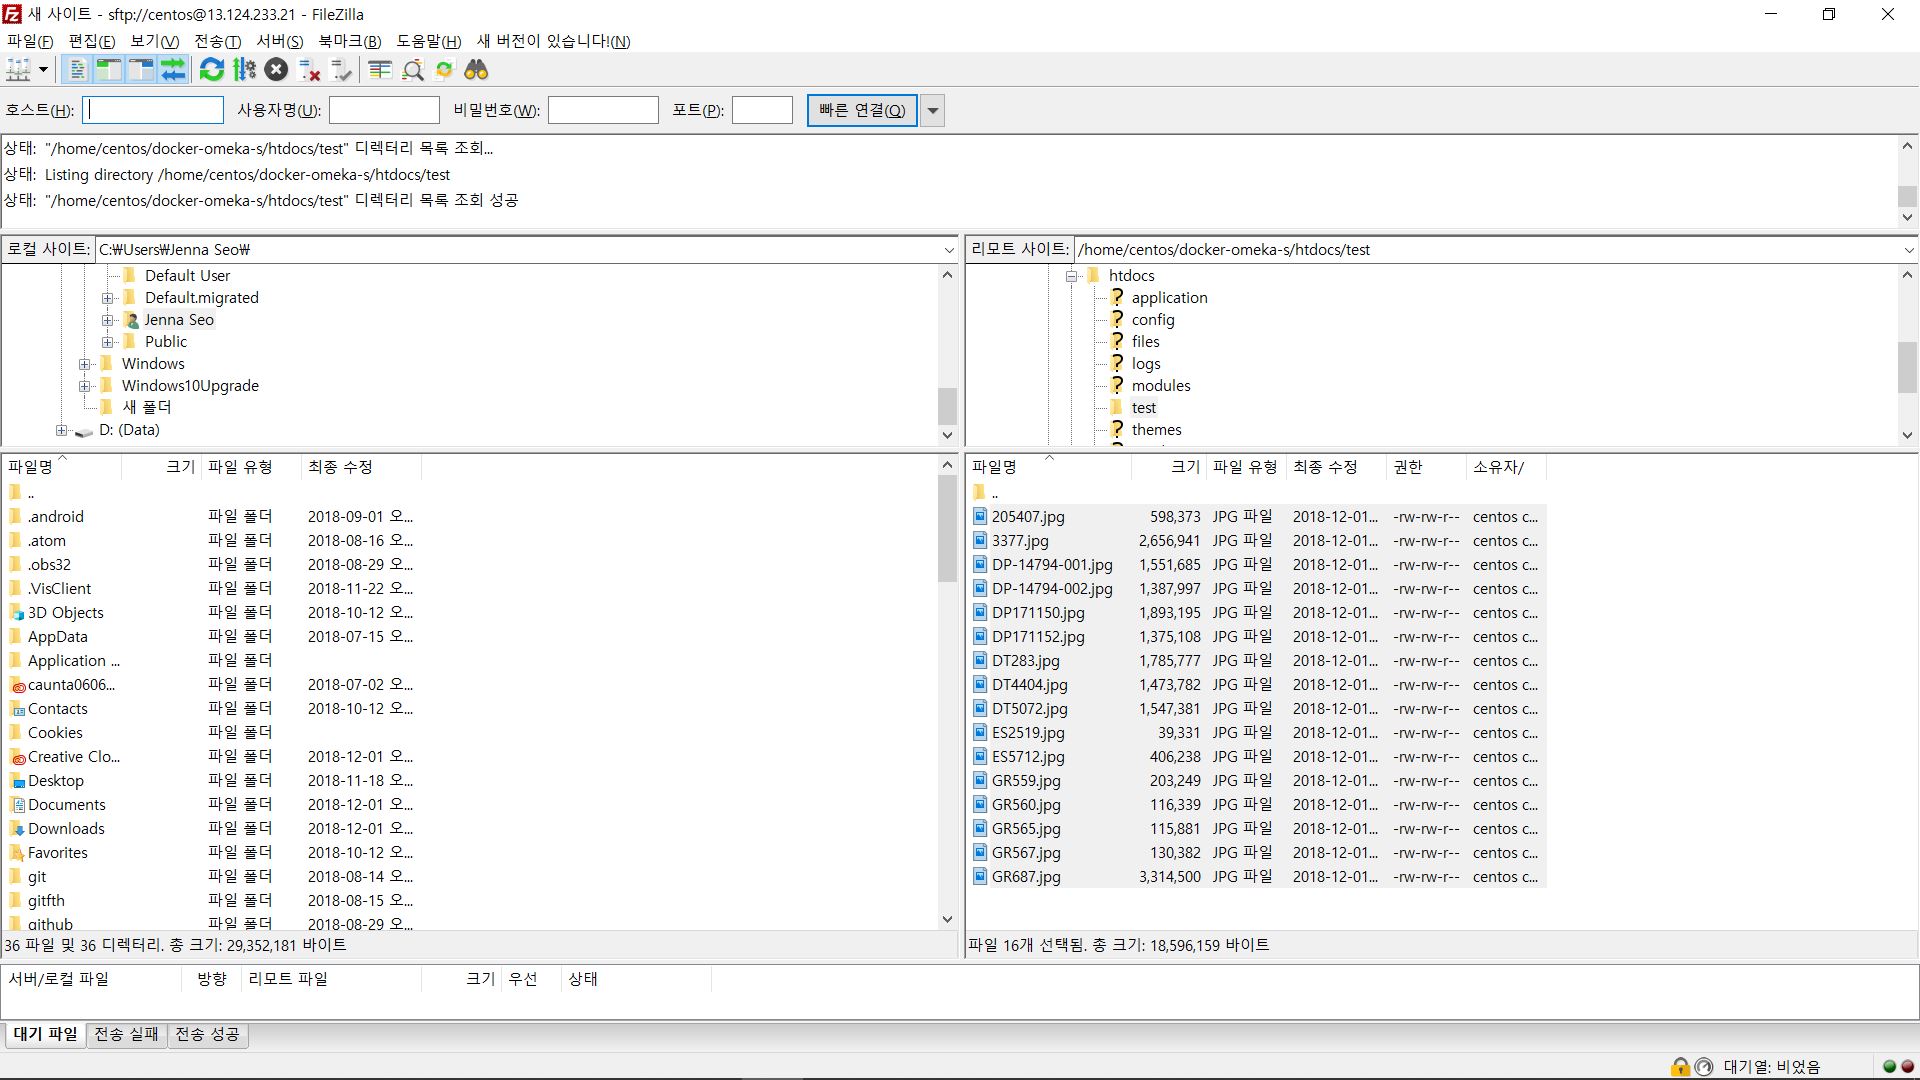 새 사이트 - sftp://centos@13.124.233.21 - FileZilla
파일(F) 편집(E) 보기(V) 전송(T) 서버(S) 북마크(B) 도움말(H) 새 버전이 있습니다!(N)
호스트(H): 사용자명(U): 비밀번호(W): 포트(P): 빠른 연결(Q)
상태: "/home/centos/docker-omeka-s/htdocs/test" 디렉터리 목록 조회...
상태: Listing directory /home/centos/docker-omeka-s/htdocs/test
상태: "/home/centos/docker-omeka-s/htdocs/test" 디렉터리 목록 조회 성공
로컬 사이트: C:₩Users₩Jenna Seo₩
Default User
Default.migrated
Jenna Seo
Public
Windows
Windows10Upgrade
새 폴더
D: (Data)
파일명 크기 파일 유형 최종 수정
..
.android 파일 폴더 2018-09-01 오...
.atom 파일 폴더 2018-08-16 오...
.obs32 파일 폴더 2018-08-29 오...
.VisClient 파일 폴더 2018-11-22 오...
3D Objects 파일 폴더 2018-10-12 오...
AppData 파일 폴더 2018-07-15 오...
Application ... 파일 폴더
caunta0606... 파일 폴더 2018-07-02 오...
Contacts 파일 폴더 2018-10-12 오...
Cookies 파일 폴더
Creative Clo... 파일 폴더 2018-12-01 오...
Desktop 파일 폴더 2018-11-18 오...
Documents 파일 폴더 2018-12-01 오...
Downloads 파일 폴더 2018-12-01 오...
Favorites 파일 폴더 2018-10-12 오...
git 파일 폴더 2018-08-14 오...
gitfth 파일 폴더 2018-08-15 오...
github 파일 폴더 2018-08-29 오...
36 파일 및 36 디렉터리. 총 크기: 29,352,181 바이트
리모트 사이트: /home/centos/docker-omeka-s/htdocs/test
htdocs
application
config
files
logs
modules
test
themes
파일명 크기 파일 유형 최종 수정 권한 소유자/
..
205407.jpg 598,373 JPG 파일 2018-12-01... -rw-rw-r-- centos c...
3377.jpg 2,656,941 JPG 파일 2018-12-01... -rw-rw-r-- centos c...
DP-14794-001.jpg 1,551,685 JPG 파일 2018-12-01... -rw-rw-r-- centos c...
DP-14794-002.jpg 1,387,997 JPG 파일 2018-12-01... -rw-rw-r-- centos c...
DP171150.jpg 1,893,195 JPG 파일 2018-12-01... -rw-rw-r-- centos c...
DP171152.jpg 1,375,108 JPG 파일 2018-12-01... -rw-rw-r-- centos c...
DT283.jpg 1,785,777 JPG 파일 2018-12-01... -rw-rw-r-- centos c...
DT4404.jpg 1,473,782 JPG 파일 2018-12-01... -rw-rw-r-- centos c...
DT5072.jpg 1,547,381 JPG 파일 2018-12-01... -rw-rw-r-- centos c...
ES2519.jpg 39,331 JPG 파일 2018-12-01... -rw-rw-r-- centos c...
ES5712.jpg 406,238 JPG 파일 2018-12-01... -rw-rw-r-- centos c...
GR559.jpg 203,249 JPG 파일 2018-12-01... -rw-rw-r-- centos c...
GR560.jpg 116,339 JPG 파일 2018-12-01... -rw-rw-r-- centos c...
GR565.jpg 115,881 JPG 파일 2018-12-01... -rw-rw-r-- centos c...
GR567.jpg 130,382 JPG 파일 2018-12-01... -rw-rw-r-- centos c...
GR687.jpg 3,314,500 JPG 파일 2018-12-01... -rw-rw-r-- centos c...
파일 16개 선택됨. 총 크기: 18,596,159 바이트
서버/로컬 파일 방향 리모트 파일 크기 우선 상태
대기 파일 전송 실패 전송 성공
대기열: 비었음